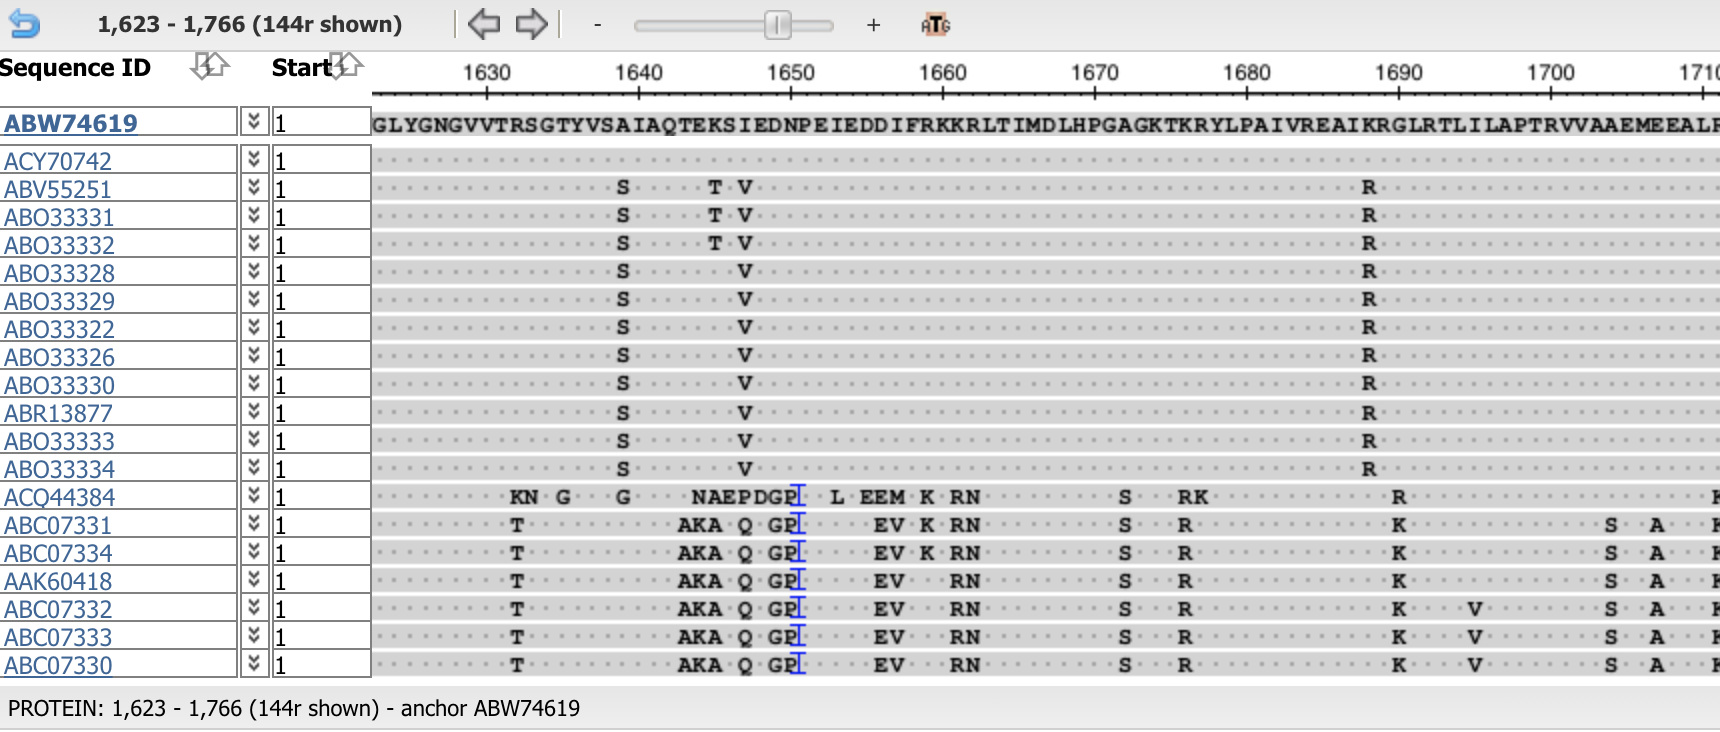 1,623 - 1,766 (144r shown) - + ATG
Sequence ID Start 1630 1640 1650 1660 1670 1680 1690 1700
ABW74619 1 GLYGNGVVTRSGTYVSAIAQTEKSIEDNPEIEDDIFRKKRLTIMDLHPGAGKTKRYLPAIVREAIKRGLRTLILAPTRVVAAEMEEAL
ACY70742 1
ABV55251 1 S T V R
ABO33331 1 S T V R
ABO33332 1 S T V R
ABO33328 1 S V R
ABO33329 1 S V R
ABO33322 1 S V R
ABO33326 1 S V R
ABO33330 1 S V R
ABR13877 1 S V R
ABO33333 1 S V R
ABO33334 1 S V R
ACQ44384 1 KN G G NAEPDGP L EEM K RN S RK R
ABC07331 1 T AKA Q GP EV K RN S R K S A
ABC07334 1 T AKA Q GP EV K RN S R K S A
AAK60418 1 T AKA Q GP EV RN S R K S A
ABC07332 1 T AKA Q GP EV RN S R K V S A
ABC07333 1 T AKA Q GP EV RN S R K V S A
ABC07330 1 T AKA Q GP EV RN S R K V S A
PROTEIN: 1,623 - 1,766 (144r shown) - anchor ABW74619